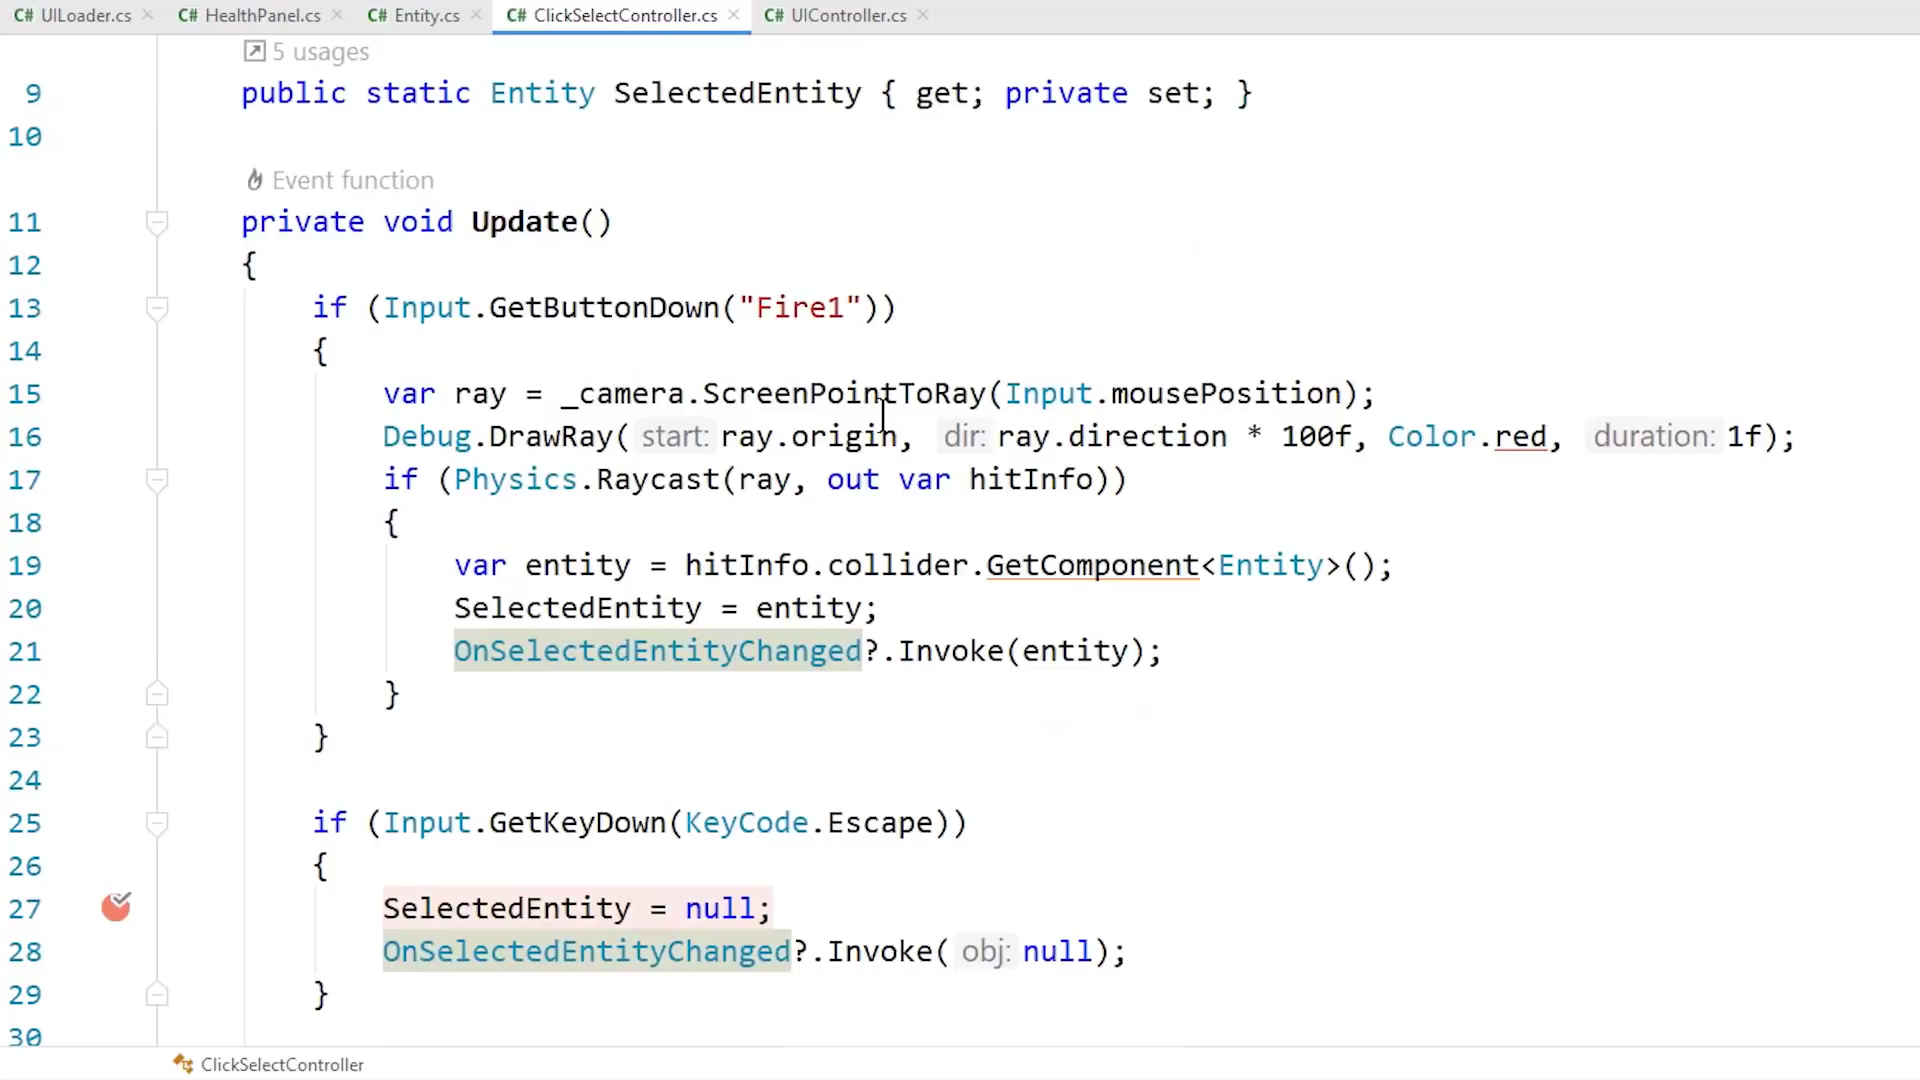 C# UILoader.cs × C# HealthPanel.cs × C# Entity.cs × C# ClickSelectController.cs × C# UIController.cs ×
5 usages
9 public static Entity SelectedEntity { get; private set; }
10
Event function
11 private void Update()
12 {
13 if (Input.GetButtonDown("Fire1"))
14 {
15 var ray = _camera.ScreenPointToRay(Input.mousePosition);
16 Debug.DrawRay( start: ray.origin, dir: ray.direction * 100f, Color.red, duration: 1f);
17 if (Physics.Raycast(ray, out var hitInfo))
18 {
19 var entity = hitInfo.collider.GetComponent<Entity>();
20 SelectedEntity = entity;
21 OnSelectedEntityChanged?.Invoke(entity);
22 }
23 }
24
25 if (Input.GetKeyDown(KeyCode.Escape))
26 {
27 SelectedEntity = null;
28 OnSelectedEntityChanged?.Invoke( obj: null);
29 }
30
ClickSelectController